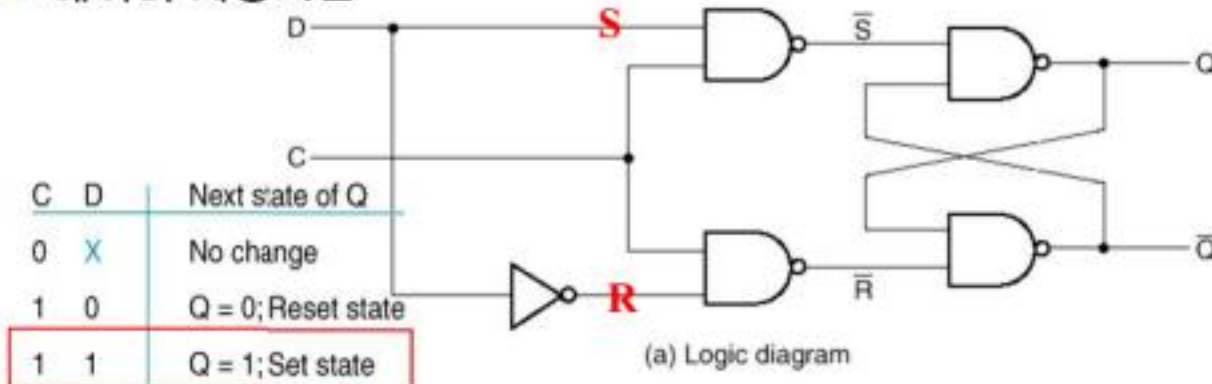 D
S
S̅
Q
C
C D Next state of Q
0 X No change
1 0 Q = 0; Reset state
1 1 Q = 1; Set state
R
R̅
Q̅
(a) Logic diagram